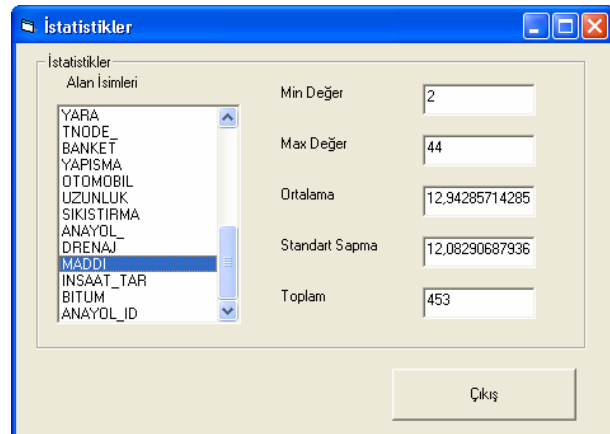 İstatistikler
İstatistikler
Alan İsimleri
YARA
TNODE_
BANKET
YAPISMA
OTOMOBIL
UZUNLUK
SIKISTIRMA
ANAYOL_
DRENAJ
MADDI
INSAAT_TAR
BITUM
ANAYOL_ID
Min Değer
2
Max Değer
44
Ortalama
12,94285714285
Standart Sapma
12,08290687936
Toplam
453
Çıkış